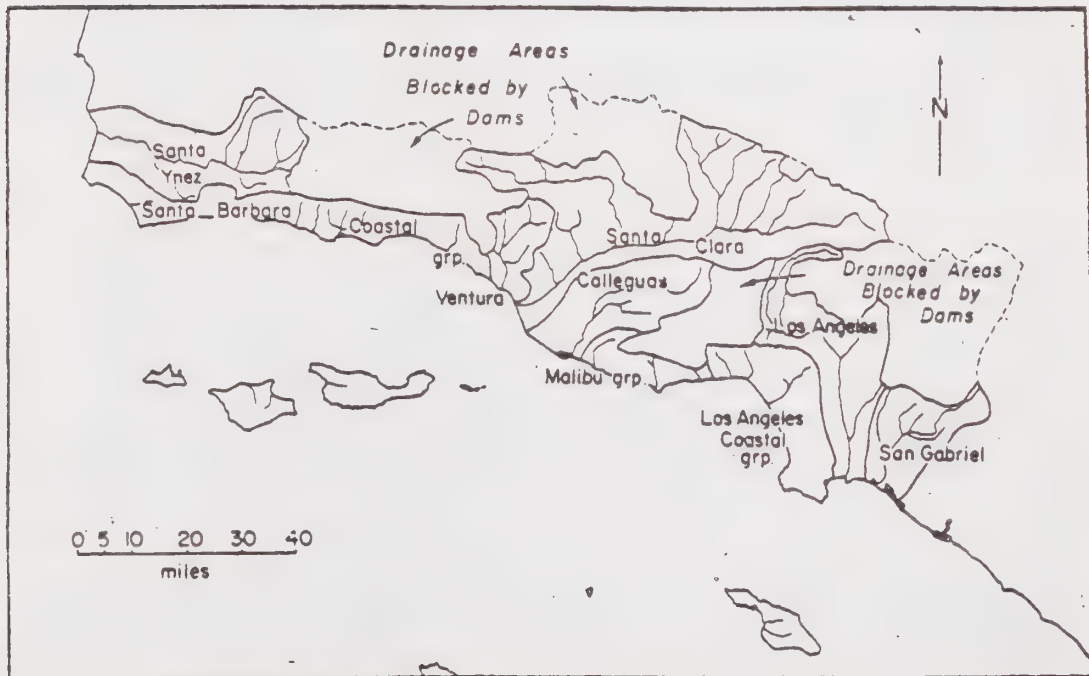 Drainage Areas
Blocked by
Dams
N
Santa
Ynez
Santa Barbara
Coastal
grp.
Ventura
Santa Clara
Calleguas
Drainage Areas
Blocked by
Dams
Los Angeles
Malibu grp.
Los Angeles
Coastal
grp.
San Gabriel
0 5 10 20 30 40
miles